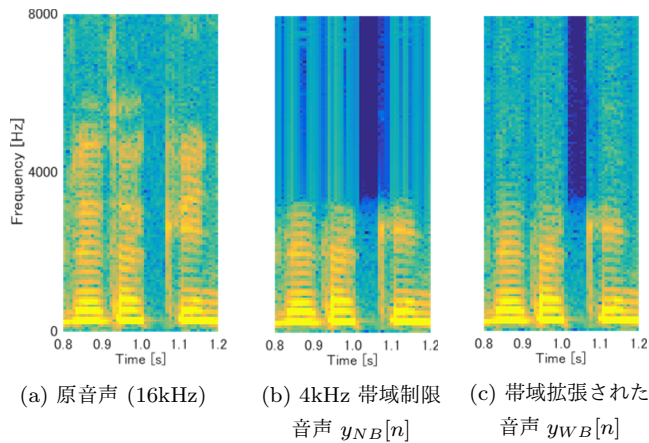 8000
4000
0
Frequency [Hz]
0.8 0.9 1.0 1.1 1.2
Time [s]
0.8 0.9 1.0 1.1 1.2
Time [s]
0.8 0.9 1.0 1.1 1.2
Time [s]
(a) 原音声 (16kHz)
(b) 4kHz 帯域制限
音声 y_{NB}[n]
(c) 帯域拡張された
音声 y_{WB}[n]